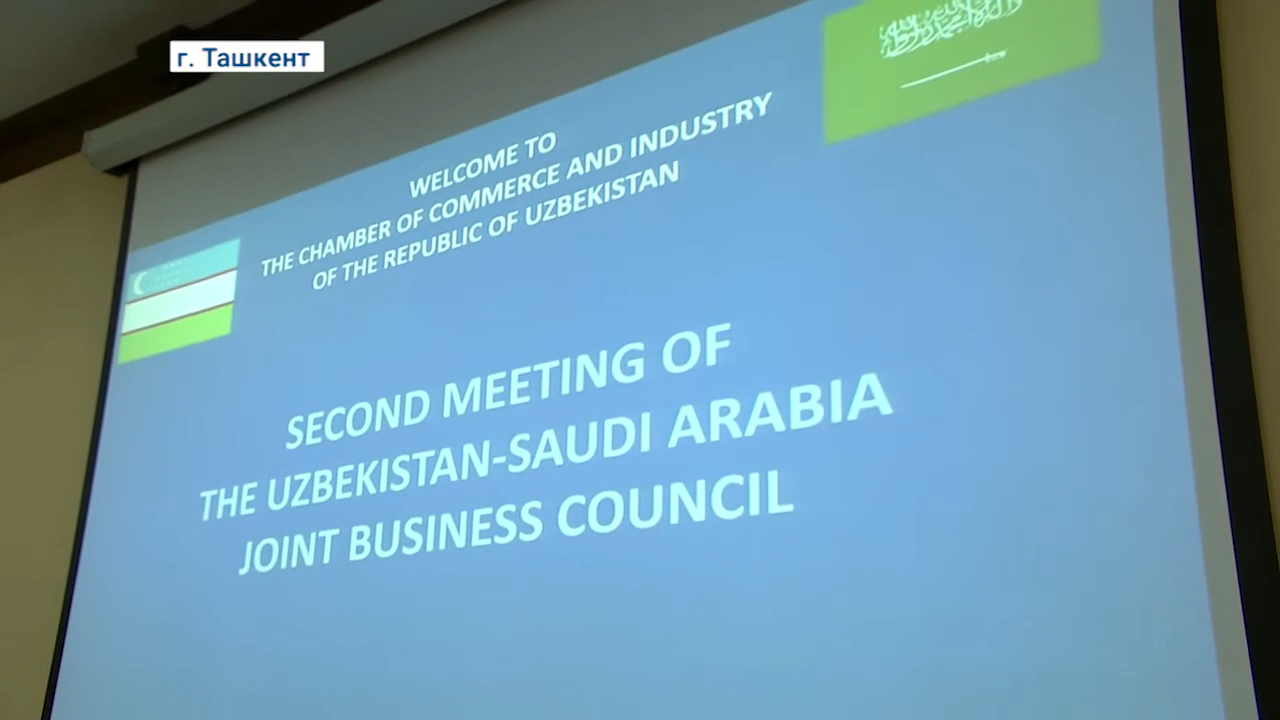 г. Ташкент
WELCOME TO
THE CHAMBER OF COMMERCE AND INDUSTRY
OF THE REPUBLIC OF UZBEKISTAN
SECOND MEETING OF
THE UZBEKISTAN-SAUDI ARABIA
JOINT BUSINESS COUNCIL